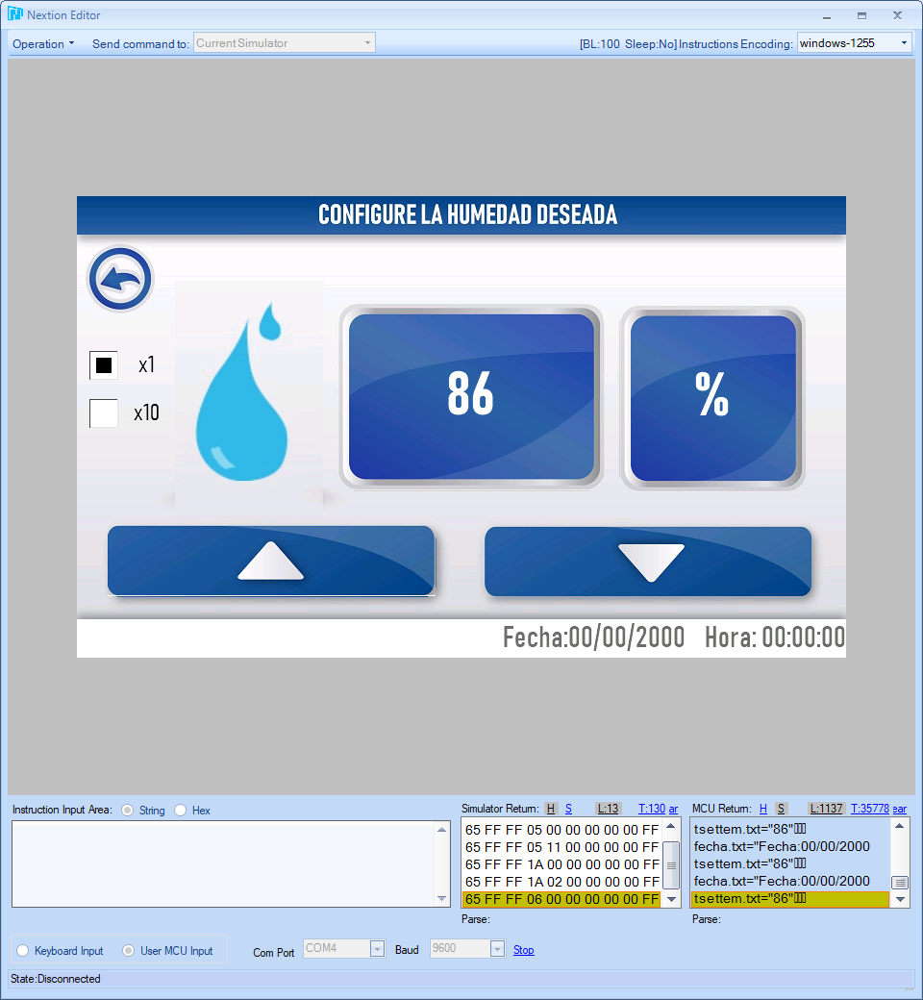 Nextion Editor
Operation Send command to: Current Simulator [BL:100 Sleep:No] Instructions Encoding: windows-1255
CONFIGURE LA HUMEDAD DESEADA
x1
x10
86
%
Fecha:00/00/2000 Hora: 00:00:00
Instruction Input Area: String Hex
Simulator Return: H S L:13 T:130 ar
65 FF FF 05 00 00 00 00 00 FF
65 FF FF 05 11 00 00 00 00 FF
65 FF FF 1A 00 00 00 00 00 FF
65 FF FF 1A 02 00 00 00 00 FF
65 FF FF 06 00 00 00 00 00 FF
Parse:
MCU Return: H S L:1137 T:35778 ear
tsettem.txt="86"
fecha.txt="Fecha:00/00/2000
tsettem.txt="86"
fecha.txt="Fecha:00/00/2000
tsettem.txt="86"
Parse:
Keyboard Input User MCU Input Com Port COM4 Baud 9600 Stop
State:Disconnected